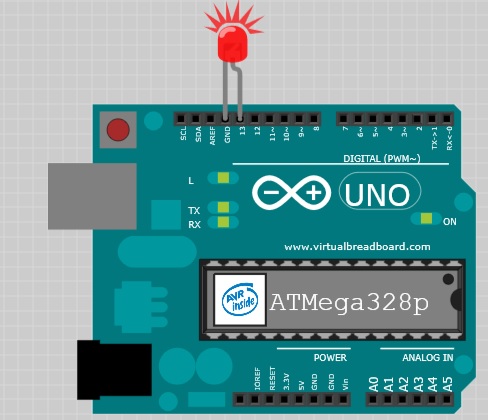 SCL SDA AREF GND 13 12 11~ 10~ 9~ 8 7 6~ 5~ 4 3~ 2 TX->1 RX<-0
DIGITAL (PWM~)
L
TX
RX
UNO
ON
www.virtualbreadboard.com
AVR
inside
ATMega328p
POWER
ANALOG IN
IOREF RESET 3.3V 5V GND GND Vin A0 A1 A2 A3 A4 A5